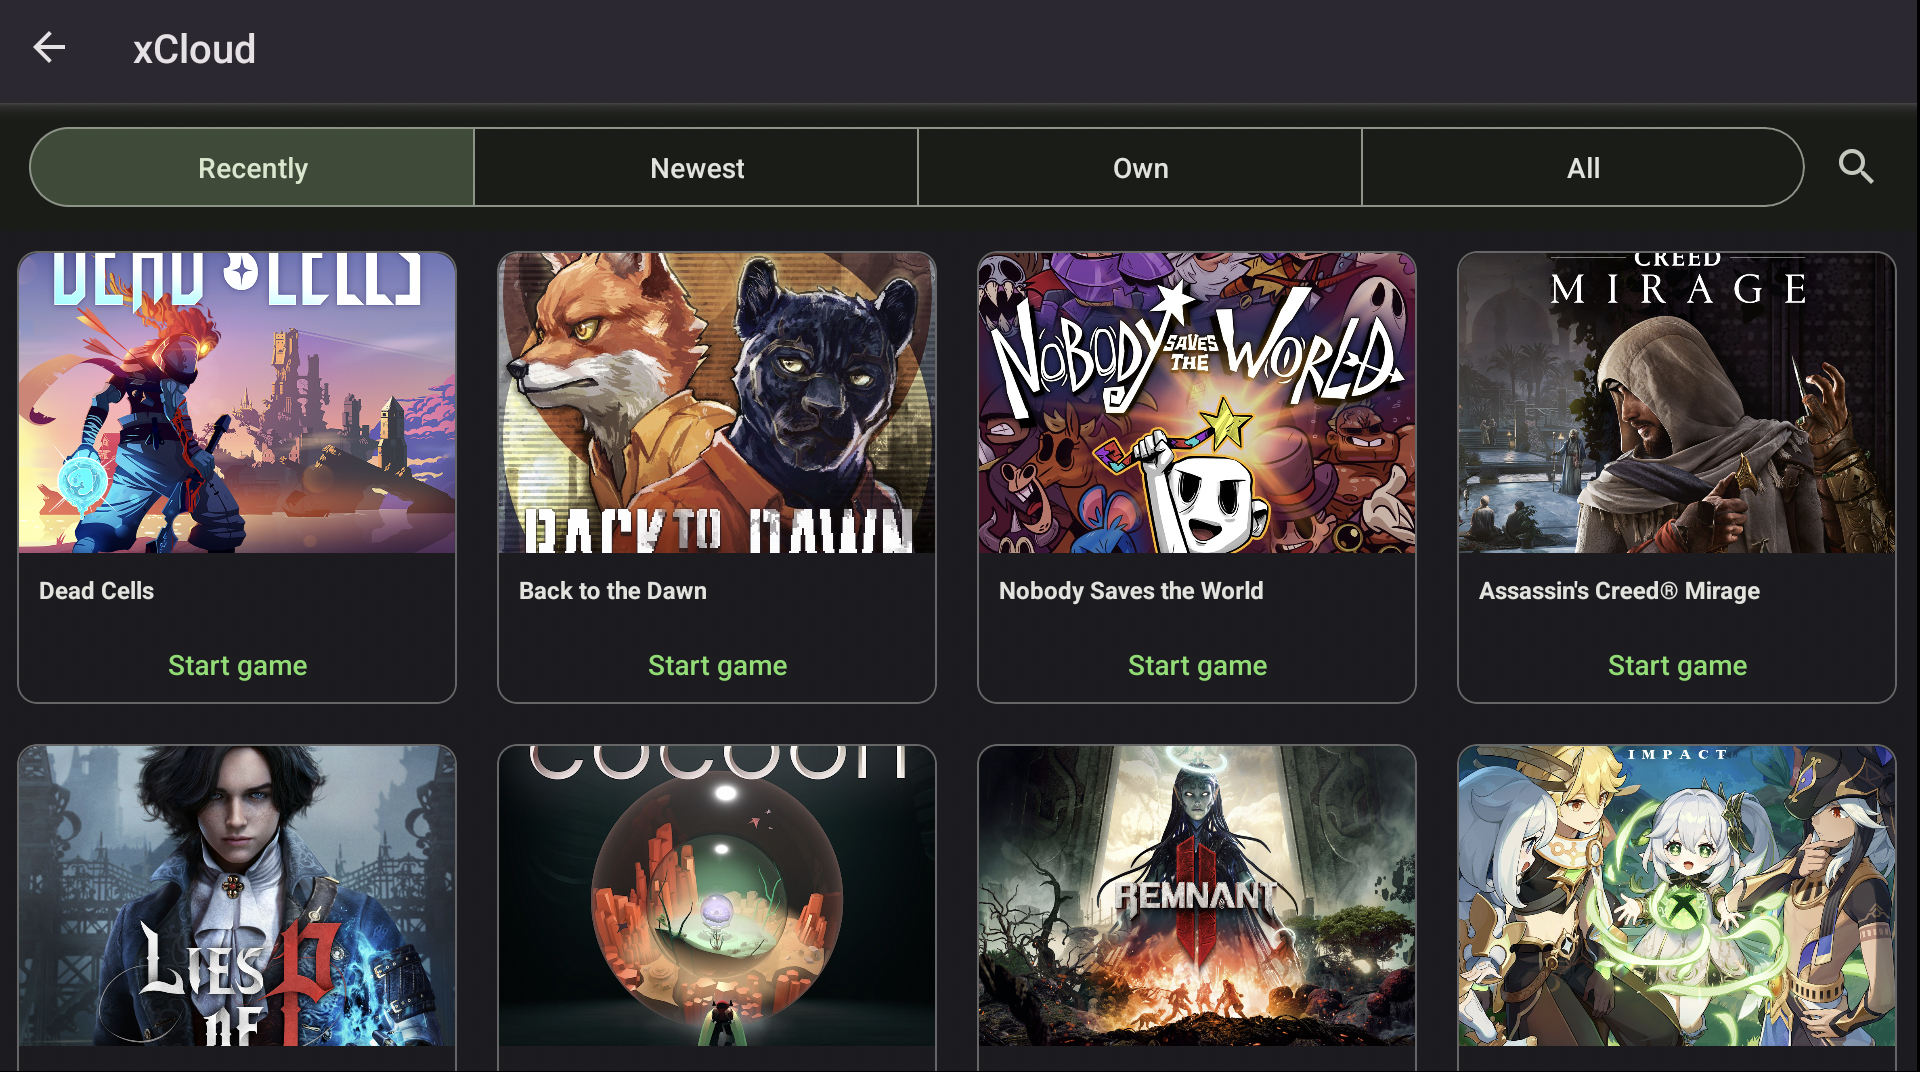 xCloud
Recently
Newest
Own
All
DEAD CELLS
BACK TO DAWN
NOBODY SAVES THE WORLD
CREED
MIRAGE
Dead Cells
Back to the Dawn
Nobody Saves the World
Assassin's Creed® Mirage
Start game
Start game
Start game
Start game
LIES OF P
COCOON
REMNANT II
IMPACT